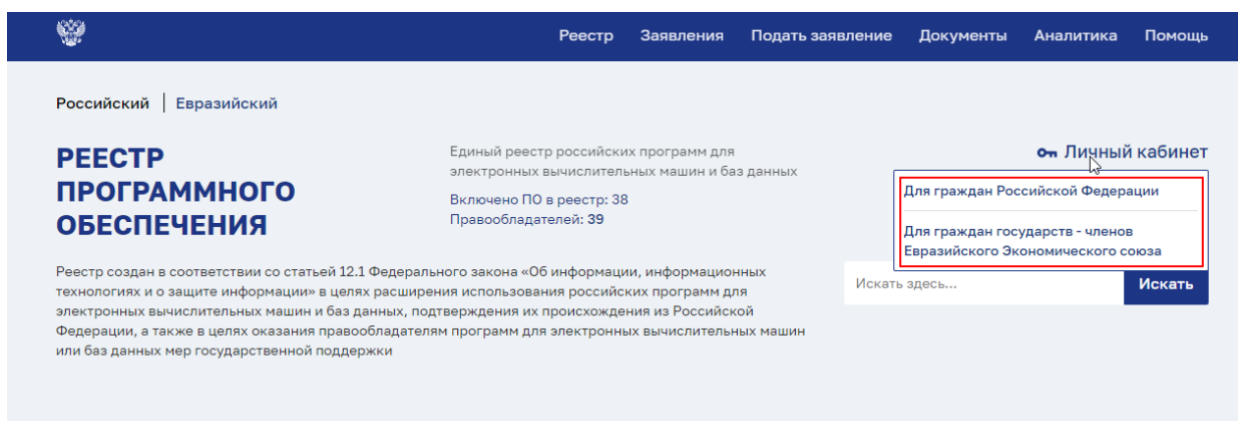 Реестр Заявления Подать заявление Документы Аналитика Помощь
Российский | Евразийский
РЕЕСТР
ПРОГРАММНОГО
ОБЕСПЕЧЕНИЯ
Единый реестр российских программ для
электронных вычислительных машин и баз данных
Включено ПО в реестр: 38
Правообладателей: 39
Личный кабинет
Для граждан Российской Федерации
Для граждан государств - членов
Евразийского Экономического союза
Искать здесь...
Искать
Реестр создан в соответствии со статьей 12.1 Федерального закона «Об информации, информационных
технологиях и о защите информации» в целях расширения использования российских программ для
электронных вычислительных машин и баз данных, подтверждения их происхождения из Российской
Федерации, а также в целях оказания правообладателям программ для электронных вычислительных машин
или баз данных мер государственной поддержки